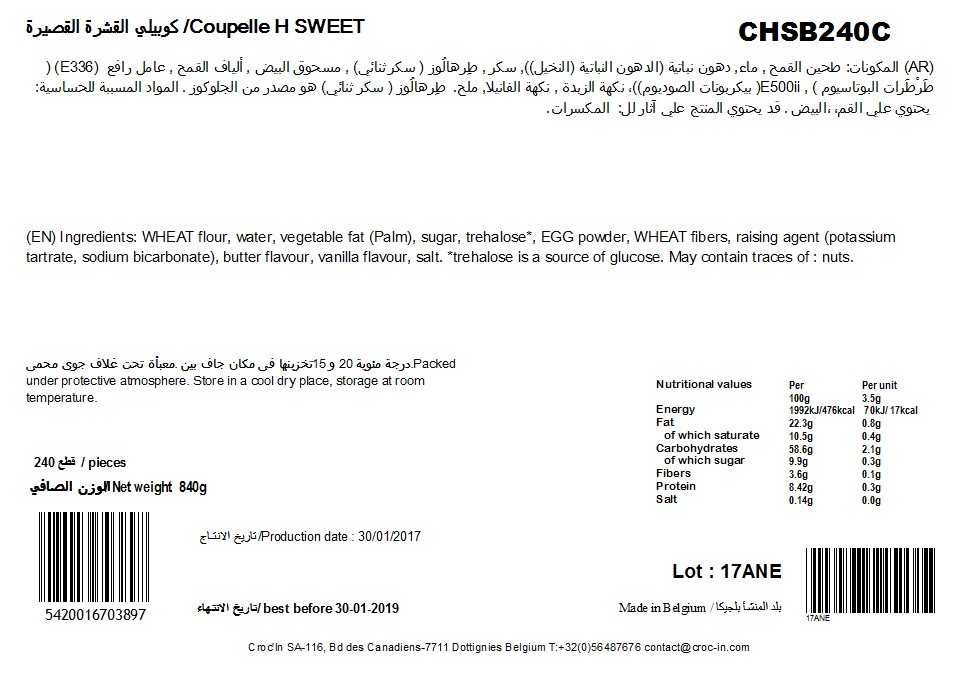 كوبيلي القشرة القصيرة /Coupelle H SWEET
CHSB240C
(AR) المكونات: طحين القمح , ماء, دهون نباتية (الدهون النباتية (النخيل)), سكر, طِرهالُوز ( سكر ثنائي) , مسحوق البيض , ألياف القمح , عامل رافع (E336) (
طَرْطَرات البوتاسيوم ) , E500ii( بيكربونات الصوديوم)), نكهة الزبدة , نكهة الفانيلا, ملح. طِرهالُوز ( سكر ثنائي) هو مصدر من الجلوكوز . المواد المسببة للحساسية:
يحتوي على القم، ,البيض . قد يحتوي المنتج على آثار لل: المكسرات.
(EN) Ingredients: WHEAT flour, water, vegetable fat (Palm), sugar, trehalose*, EGG powder, WHEAT fibers, raising agent (potassium
tartrate, sodium bicarbonate), butter flavour, vanilla flavour, salt. *trehalose is a source of glucose. May contain traces of : nuts.
درجة مئوية 20 و 15تخزينها في مكان جاف بين .معبأة تحت غلاف جوى محمى.Packed
under protective atmosphere. Store in a cool dry place, storage at room
temperature.
Nutritional values Per Per unit
100g 3.5g
Energy 1992kJ/476kcal 70kJ/ 17kcal
Fat 22.3g 0.8g
of which saturate 10.5g 0.4g
Carbohydrates 58.6g 2.1g
of which sugar 9.9g 0.3g
Fibers 3.6g 0.1g
Protein 8.42g 0.3g
Salt 0.14g 0.0g
240 قطع / pieces
الوزن الصافي Net weight 840g
5420016703897
تاريخ الانتاج/Production date : 30/01/2017
تاريخ الانتهاء/ best before 30-01-2019
Lot : 17ANE
Made in Belgium / بلد المنشأ بلجيكا
17ANE
Croc'In SA-116, Bd des Canadiens-7711 Dottignies Belgium T:+32(0)56487676 contact@croc-in.com